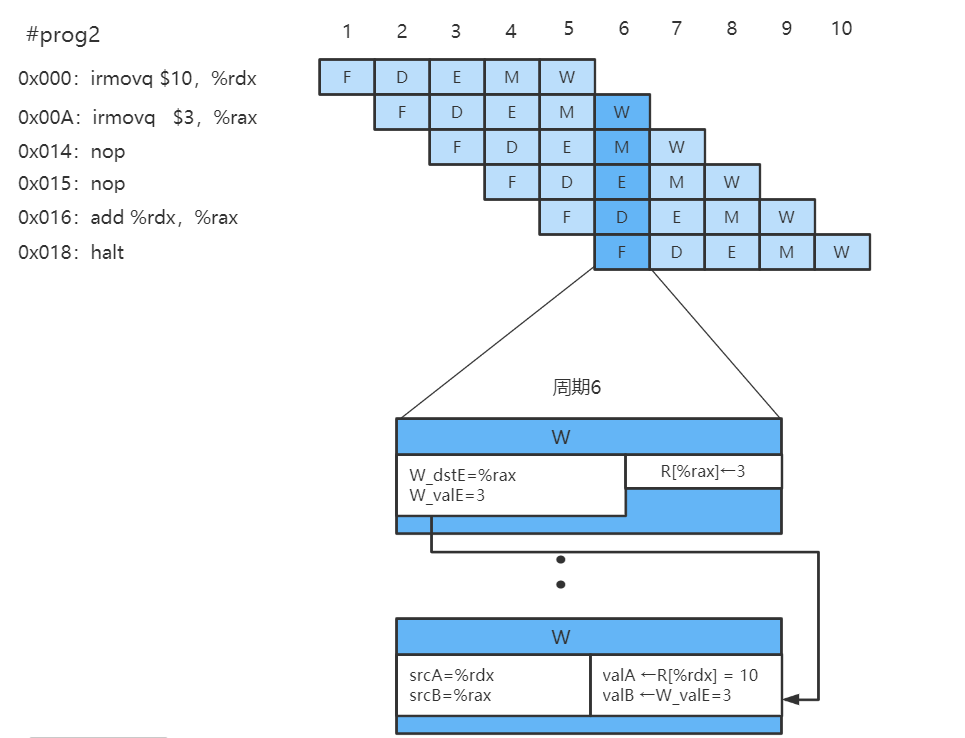 #prog2
1 2 3 4 5 6 7 8 9 10
0x000：irmovq $10，%rdx F D E M W
0x00A：irmovq $3，%rax F D E M W
0x014：nop F D E M W
0x015：nop F D E M W
0x016：add %rdx，%rax F D E M W
0x018：halt F D E M W
周期6
W
W_dstE=%rax
W_valE=3
R[%rax]←3
W
srcA=%rdx
srcB=%rax
valA ←R[%rdx] = 10
valB ←W_valE=3